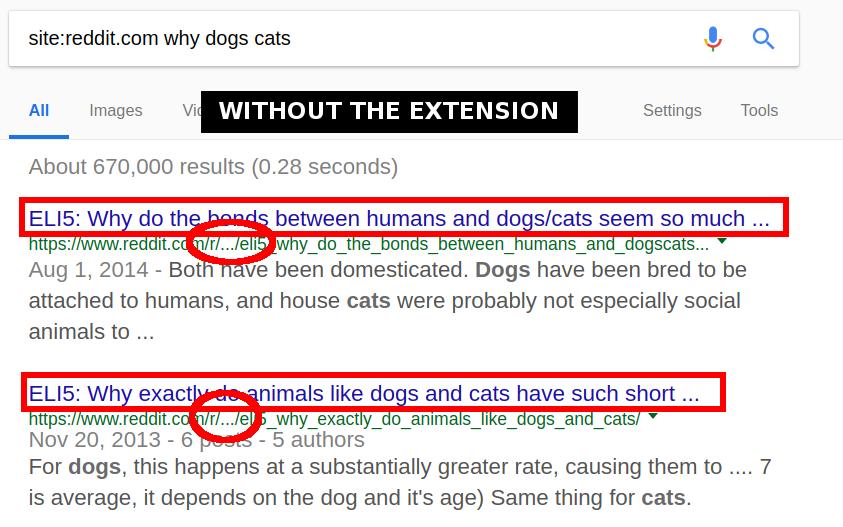 site:reddit.com why dogs cats
All Images WITHOUT THE EXTENSION Settings Tools
About 670,000 results (0.28 seconds)
ELI5: Why do the bonds between humans and dogs/cats seem so much ...
https://www.reddit.com/r/.../eli5_why_do_the_bonds_between_humans_and_dogscats...
Aug 1, 2014 - Both have been domesticated. Dogs have been bred to be
attached to humans, and house cats were probably not especially social
animals to ...
ELI5: Why exactly do animals like dogs and cats have such short ...
https://www.reddit.com/r/.../eli5_why_exactly_do_animals_like_dogs_and_cats/
Nov 20, 2013 - 6 posts - 5 authors
For dogs, this happens at a substantially greater rate, causing them to .... 7
is average, it depends on the dog and it's age) Same thing for cats.